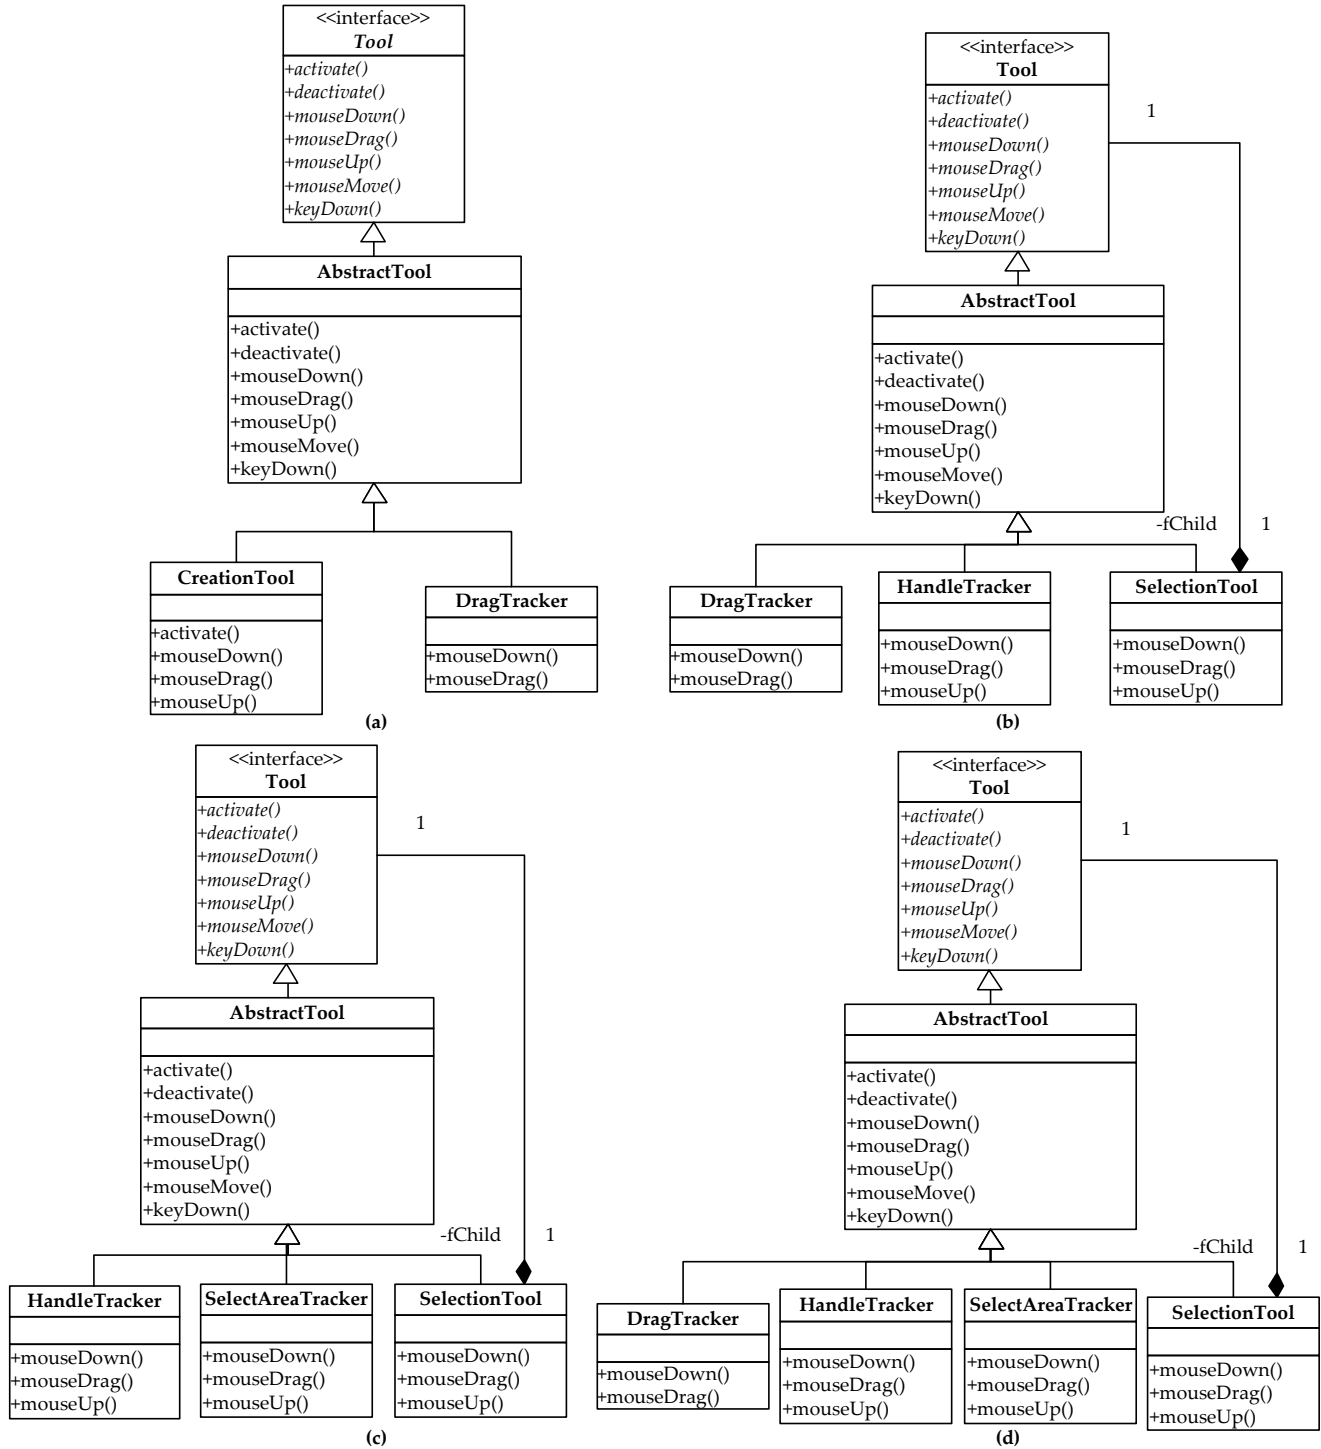 <<interface>>
Tool
+activate()
+deactivate()
+mouseDown()
+mouseDrag()
+mouseUp()
+mouseMove()
+keyDown()
AbstractTool
+activate()
+deactivate()
+mouseDown()
+mouseDrag()
+mouseUp()
+mouseMove()
+keyDown()
CreationTool
+activate()
+mouseDown()
+mouseDrag()
+mouseUp()
DragTracker
+mouseDown()
+mouseDrag()
(a)
<<interface>>
Tool
+activate()
+deactivate()
+mouseDown()
+mouseDrag()
+mouseUp()
+mouseMove()
+keyDown()
1
AbstractTool
+activate()
+deactivate()
+mouseDown()
+mouseDrag()
+mouseUp()
+mouseMove()
+keyDown()
-fChild
1
DragTracker
+mouseDown()
+mouseDrag()
HandleTracker
+mouseDown()
+mouseDrag()
+mouseUp()
SelectionTool
+mouseDown()
+mouseDrag()
+mouseUp()
(b)
<<interface>>
Tool
+activate()
+deactivate()
+mouseDown()
+mouseDrag()
+mouseUp()
+mouseMove()
+keyDown()
1
AbstractTool
+activate()
+deactivate()
+mouseDown()
+mouseDrag()
+mouseUp()
+mouseMove()
+keyDown()
-fChild
1
HandleTracker
+mouseDown()
+mouseDrag()
+mouseUp()
SelectAreaTracker
+mouseDown()
+mouseDrag()
+mouseUp()
SelectionTool
+mouseDown()
+mouseDrag()
+mouseUp()
(c)
<<interface>>
Tool
+activate()
+deactivate()
+mouseDown()
+mouseDrag()
+mouseUp()
+mouseMove()
+keyDown()
1
AbstractTool
+activate()
+deactivate()
+mouseDown()
+mouseDrag()
+mouseUp()
+mouseMove()
+keyDown()
-fChild
1
DragTracker
+mouseDown()
+mouseDrag()
HandleTracker
+mouseDown()
+mouseDrag()
+mouseUp()
SelectAreaTracker
+mouseDown()
+mouseDrag()
+mouseUp()
SelectionTool
+mouseDown()
+mouseDrag()
+mouseUp()
(d)